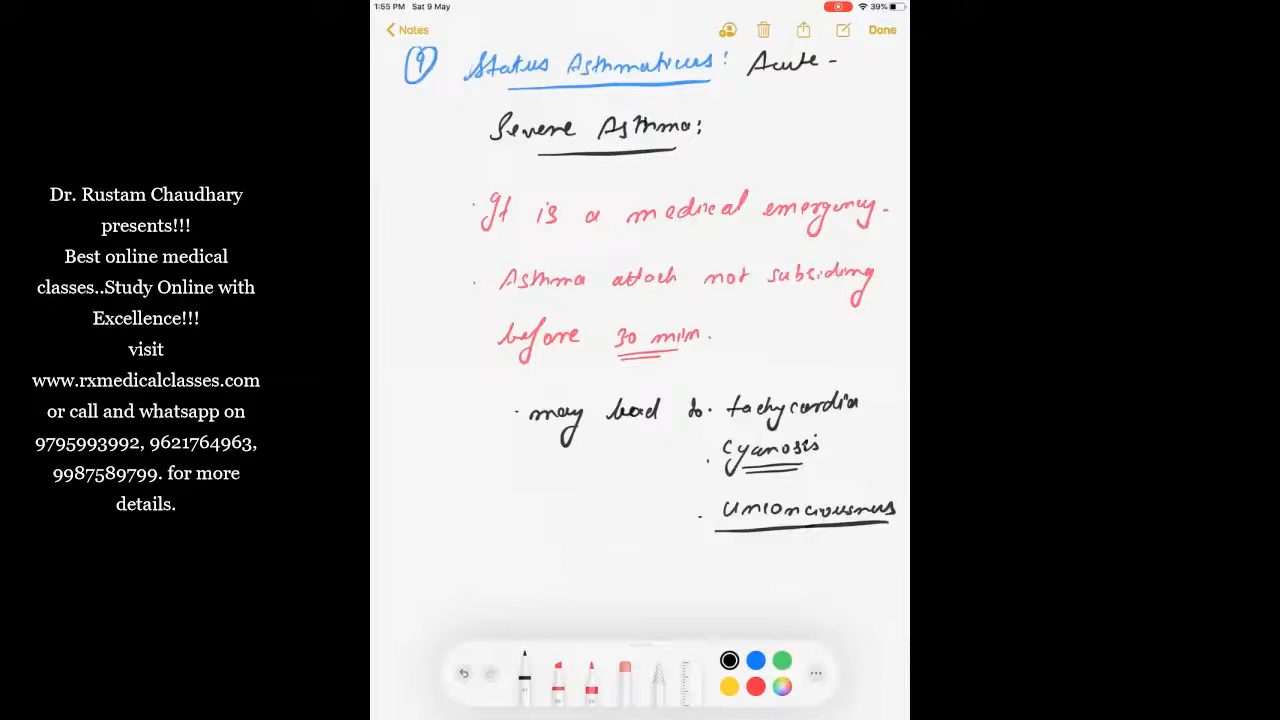 1:55 PM Sat 9 May
39%
Notes
Done
9 Status Asthmaticus: Acute -
Severe Asthma:
. It is a medical emergency.
. Asthma attach not subsiding
before 30 min.
. may lead to . tachycardia
. cyanosis
. Unconciousness
Dr. Rustam Chaudhary
presents!!!
Best online medical
classes..Study Online with
Excellence!!!
visit
www.rxmedicalclasses.com
or call and whatsapp on
9795993992, 9621764963,
9987589799. for more
details.